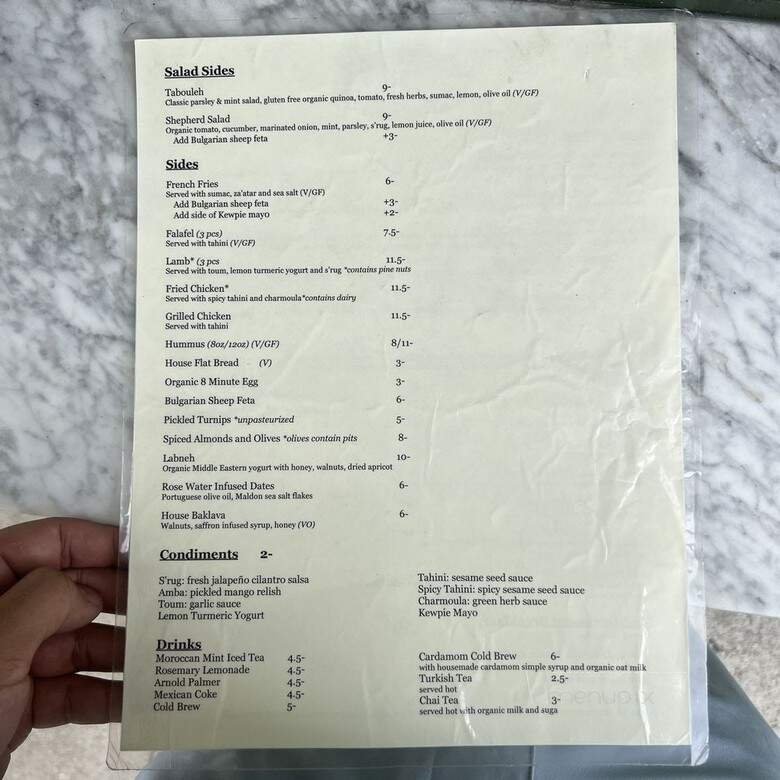 Salad Sides
Tabouleh 9-
Classic parsley & mint salad, gluten free organic quinoa, tomato, fresh herbs, sumac, lemon, olive oil (V/GF)
Shepherd Salad 9-
Organic tomato, cucumber, marinated onion, mint, parsley, s'rug, lemon juice, olive oil (V/GF)
Add Bulgarian sheep feta +3-
Sides
French Fries 6-
Served with sumac, za'atar and sea salt (V/GF)
Add Bulgarian sheep feta +3-
Add side of Kewpie mayo +2-
Falafel (3 pcs) 7.5-
Served with tahini (V/GF)
Lamb* (3 pcs 11.5-
Served with toum, lemon turmeric yogurt and s'rug *contains pine nuts
Fried Chicken* 11.5-
Served with spicy tahini and charmoula*contains dairy
Grilled Chicken 11.5-
Served with tahini
Hummus (8oz/12oz) (V/GF) 8/11-
House Flat Bread (V) 3-
Organic 8 Minute Egg 3-
Bulgarian Sheep Feta 6-
Pickled Turnips *unpasteurized 5-
Spiced Almonds and Olives *olives contain pits 8-
Labneh 10-
Organic Middle Eastern yogurt with honey, walnuts, dried apricot
Rose Water Infused Dates 6-
Portuguese olive oil, Maldon sea salt flakes
House Baklava 6-
Walnuts, saffron infused syrup, honey (VO)
Condiments 2-
S'rug: fresh jalapeño cilantro salsa
Amba: pickled mango relish
Toum: garlic sauce
Lemon Turmeric Yogurt
Tahini: sesame seed sauce
Spicy Tahini: spicy sesame seed sauce
Charmoula: green herb sauce
Kewpie Mayo
Drinks
Moroccan Mint Iced Tea 4.5-
Rosemary Lemonade 4.5-
Arnold Palmer 4.5-
Mexican Coke 4.5-
Cold Brew 5-
Cardamom Cold Brew 6-
with housemade cardamom simple syrup and organic oat milk
Turkish Tea 2.5-
served hot
Chai Tea 3-
served hot with organic milk and suga